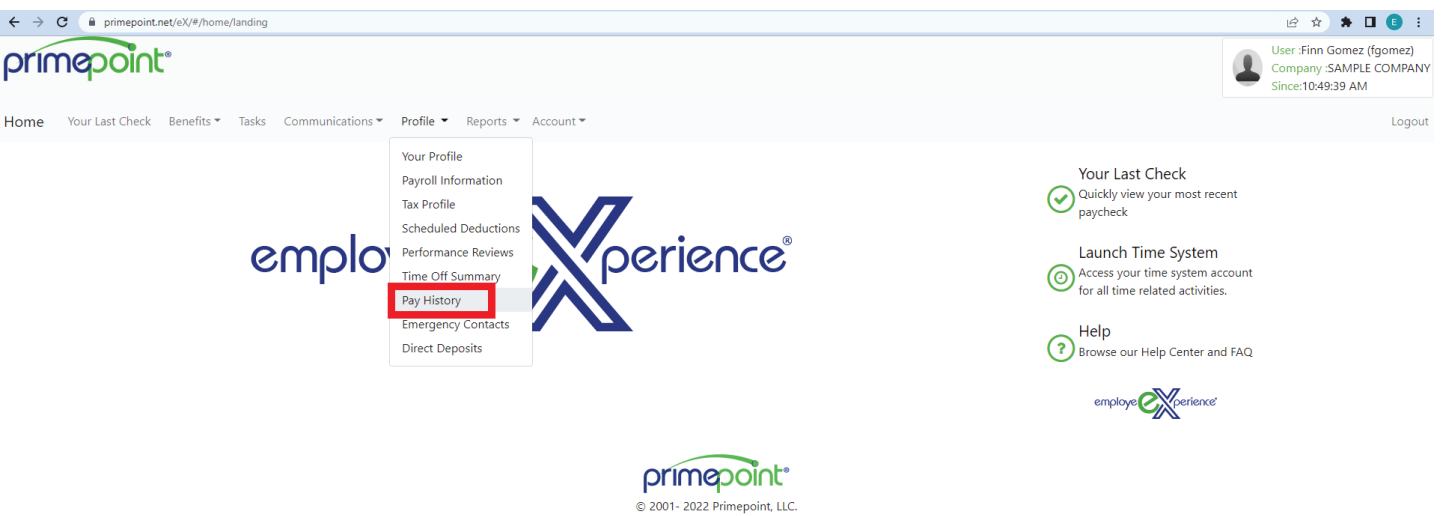 primepoint.net/eX/#/home/landing
E
primepoint®
User :Finn Gomez (fgomez)
Company :SAMPLE COMPANY
Since:10:49:39 AM
Home Your Last Check Benefits Tasks Communications Profile Reports Account Logout
Your Profile
Payroll Information
Tax Profile
Scheduled Deductions
Performance Reviews
Time Off Summary
Pay History
Emergency Contacts
Direct Deposits
emplo Xperience®
Your Last Check
Quickly view your most recent
paycheck
Launch Time System
Access your time system account
for all time related activities.
Help
?
Browse our Help Center and FAQ
employeeXperience®
primepoint®
© 2001- 2022 Primepoint, LLC.